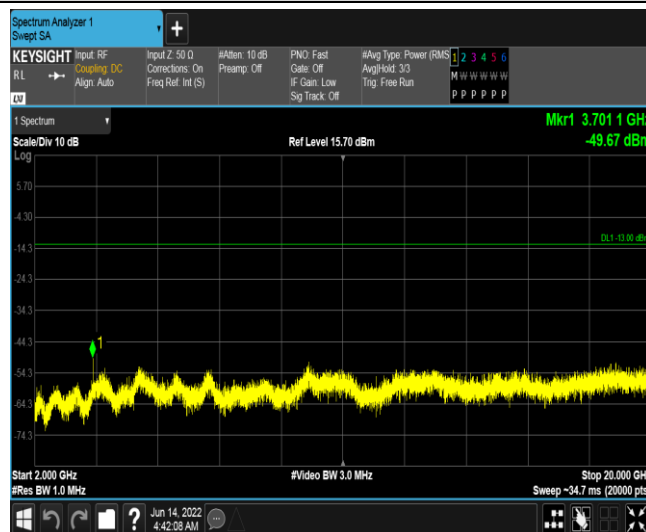 Spectrum Analyzer 1
Swept SA
+
KEYSIGHT Input: RF Input Z: 50 Ω #Atten: 10 dB PNO: Fast #Avg Type: Power (RMS 1 2 3 4 5 6
RL Coupling: DC Corrections: On Preamp: Off Gate: Off Avg|Hold: 3/3 M W W W W W
Align: Auto Freq Ref: Int (S) IF Gain: Low Trig: Free Run
Sig Track: Off P P P P P P
1 Spectrum Mkr1 3.701 1 GHz
Scale/Div 10 dB Ref Level 15.70 dBm -49.67 dBm
Log
5.70
-4.30
DL1 -13.00 dBm
-14.3
-24.3
-34.3
-44.3
1
-54.3
-64.3
-74.3
Start 2.000 GHz #Video BW 3.0 MHz Stop 20.000 GHz
#Res BW 1.0 MHz Sweep ~34.7 ms (20000 pts
? Jun 14, 2022
4:42:08 AM